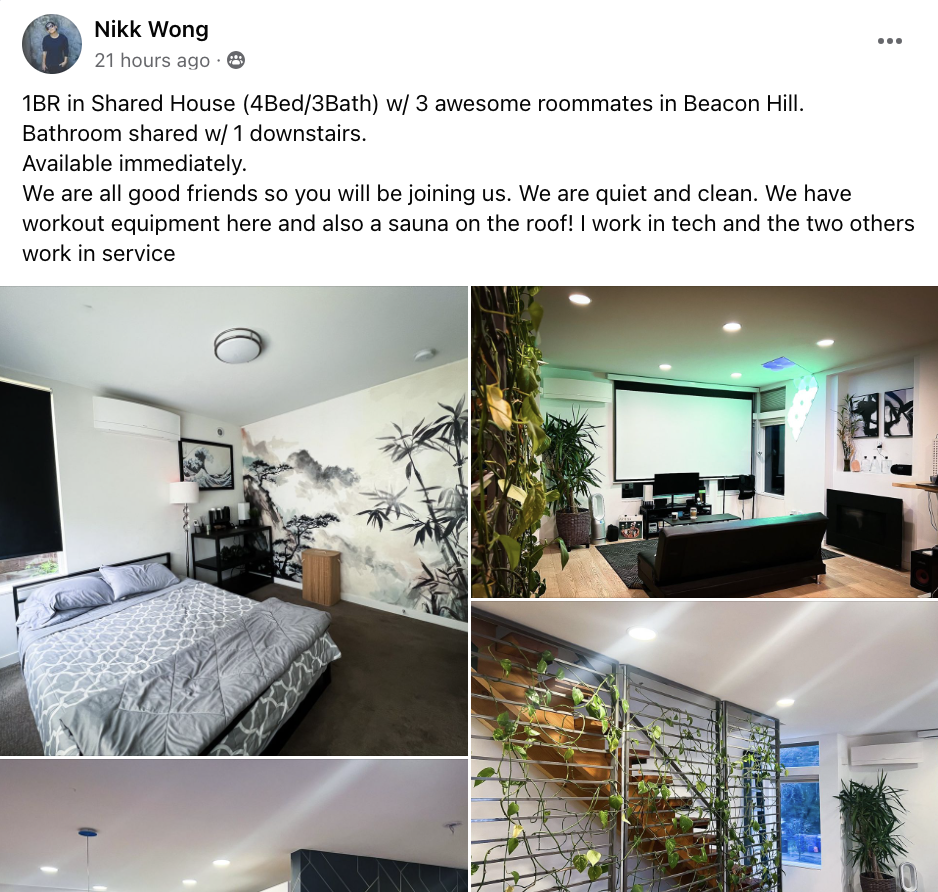 Nikk Wong
21 hours ago ·
1BR in Shared House (4Bed/3Bath) w/ 3 awesome roommates in Beacon Hill.
Bathroom shared w/ 1 downstairs.
Available immediately.
We are all good friends so you will be joining us. We are quiet and clean. We have
workout equipment here and also a sauna on the roof! I work in tech and the two others
work in service